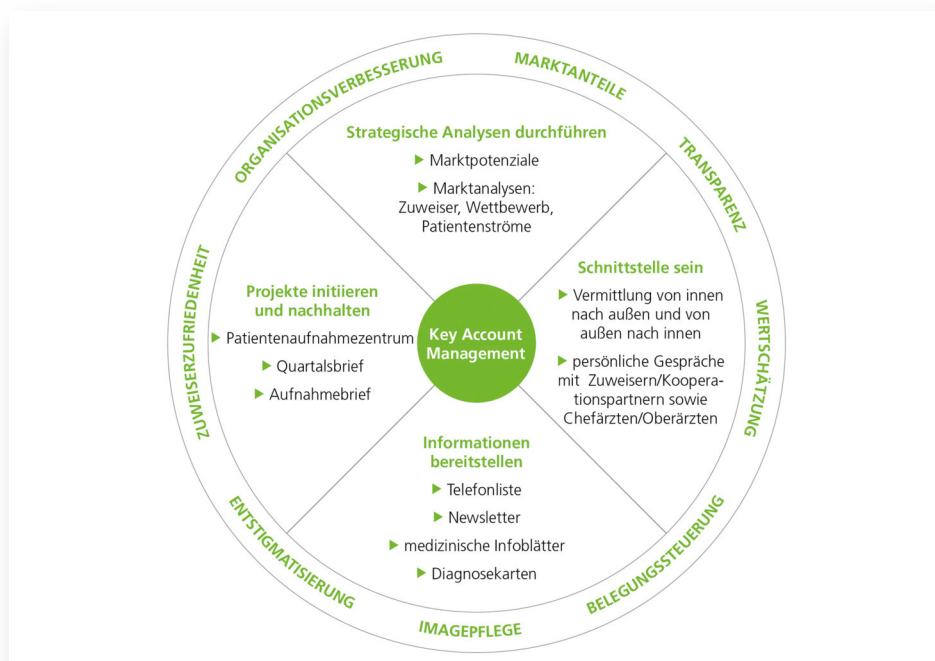 ORGANISATIONSVERBESSERUNG
MARKTANTEILE
TRANSPARENZ
WERTSCHÄTZUNG
BELEGUNGSSTEUERUNG
IMAGEPFLEGE
ENTSTIGMATISIERUNG
ZUWEISERZUFRIEDENHEIT
Strategische Analysen durchführen
▶ Marktpotenziale
▶ Marktanalysen:
Zuweiser, Wettbewerb,
Patientenströme
Schnittstelle sein
▶ Vermittlung von innen
nach außen und von
außen nach innen
▶ persönliche Gespräche
mit Zuweisern/Koopera-
tionspartnern sowie
Chefärzten/Oberärzten
Projekte initiieren
und nachhalten
▶ Patientenaufnahmezentrum
▶ Quartalsbrief
▶ Aufnahmebrief
Key Account
Management
Informationen
bereitstellen
▶ Telefonliste
▶ Newsletter
▶ medizinische Infoblätter
▶ Diagnosekarten